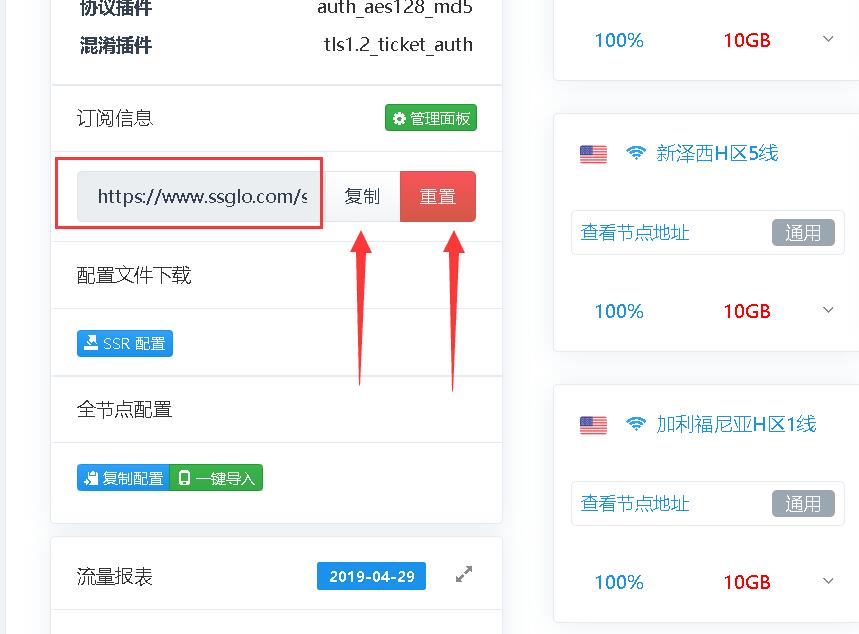 协议插件 auth_aes128_md5
混淆插件 tls1.2_ticket_auth
订阅信息 管理面板
https://www.ssglo.com/s 复制 重置
配置文件下载
SSR 配置
全节点配置
复制配置 一键导入
流量报表 2019-04-29
100% 10GB
新泽西H区5线
查看节点地址 通用
100% 10GB
加利福尼亚H区1线
查看节点地址 通用
100% 10GB